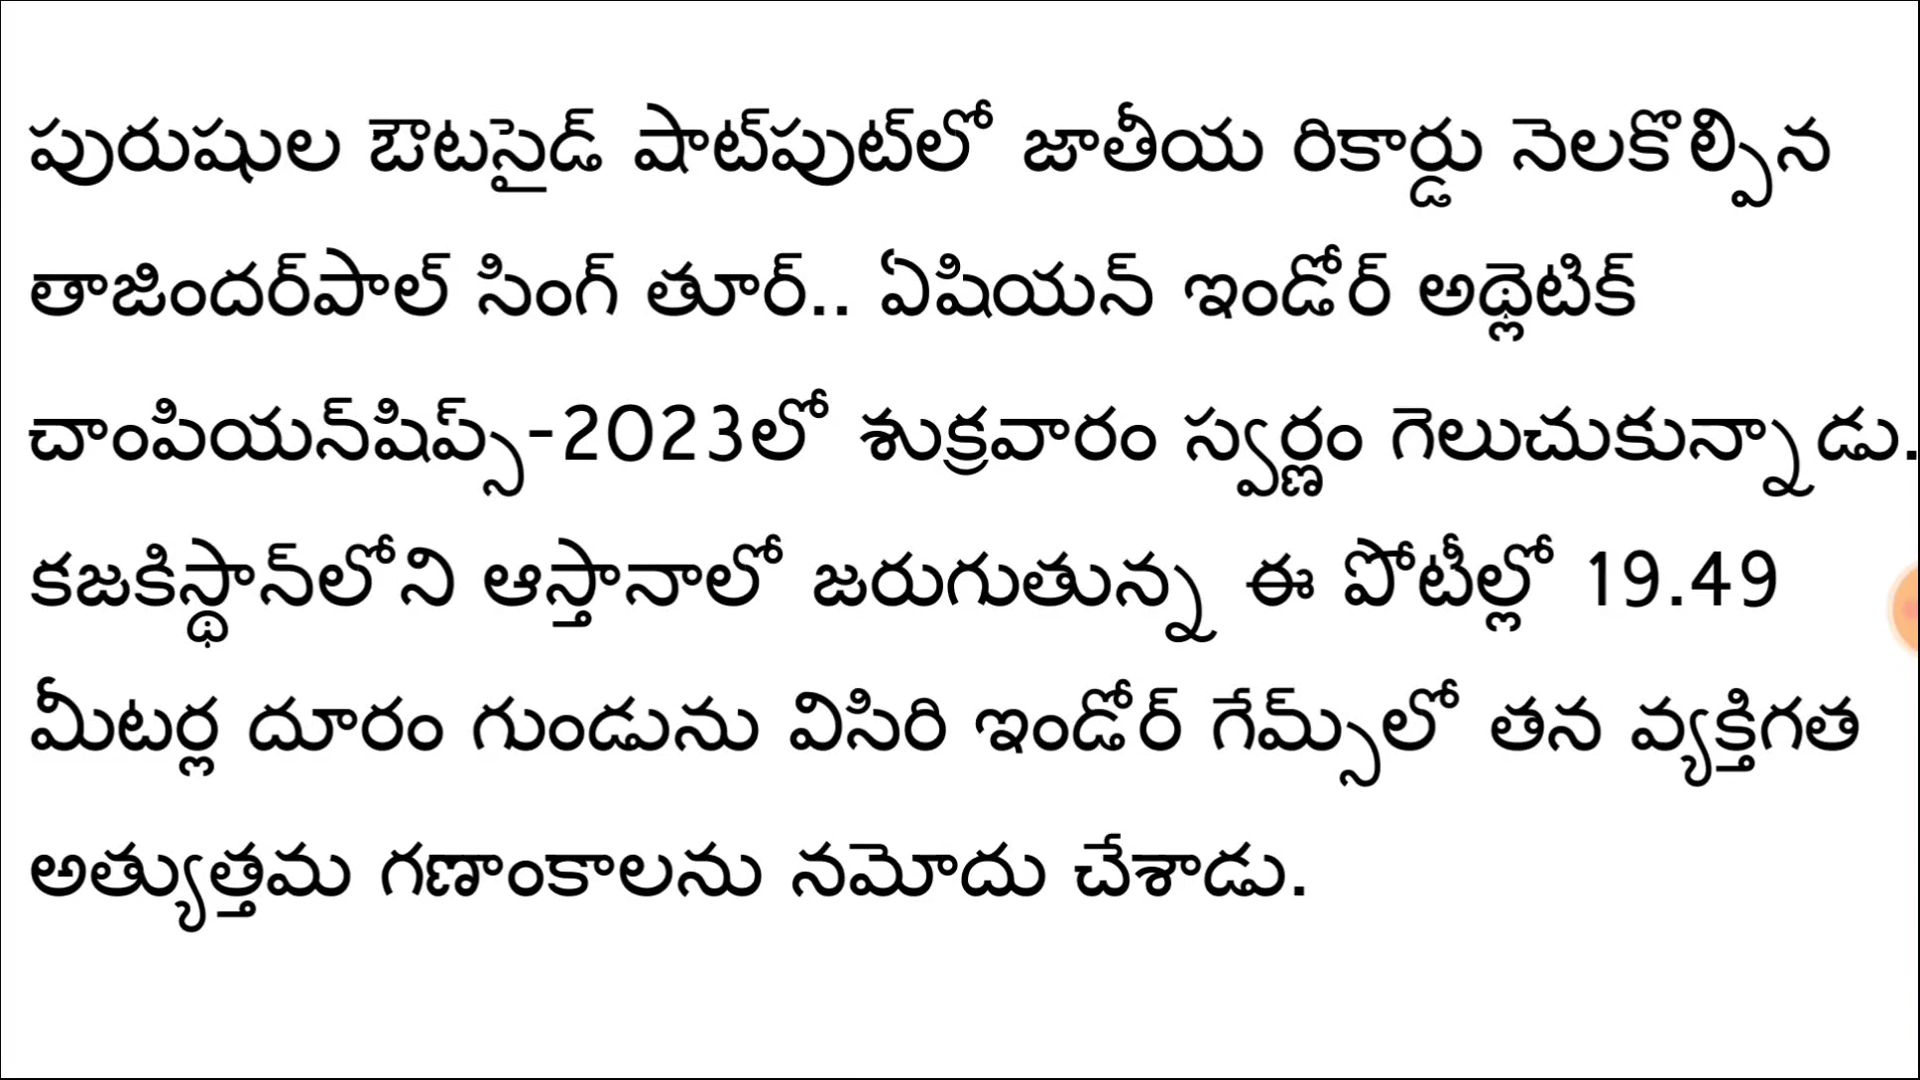 పురుషుల ఔటసైడ్ షాట్‌పుట్‌లో జాతీయ రికార్డు నెలకొల్పిన
తాజిందర్‌పాల్ సింగ్ తూర్.. ఏషియన్ ఇండోర్ అథ్లెటిక్
చాంపియన్‌షిప్స్-2023లో శుక్రవారం స్వర్ణం గెలుచుకున్నాడు.
కజకిస్థాన్‌లోని ఆస్తానాలో జరుగుతున్న ఈ పోటీల్లో 19.49
మీటర్ల దూరం గుండును విసిరి ఇండోర్ గేమ్స్‌లో తన వ్యక్తిగత
అత్యుత్తమ గణాంకాలను నమోదు చేశాడు.